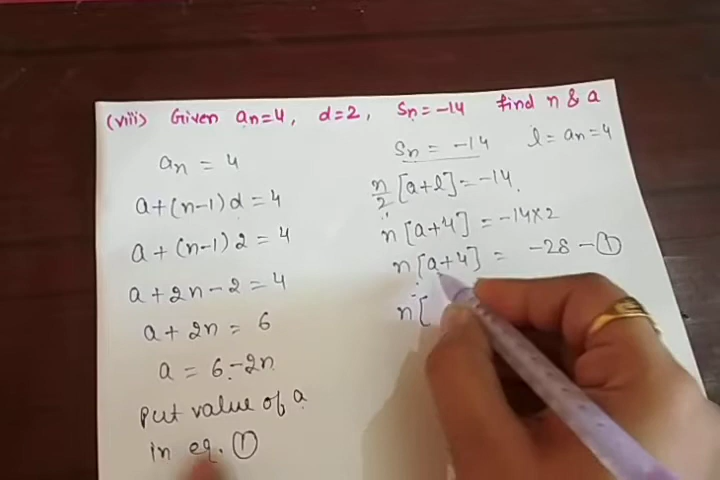 (viii) Given an=4, d=2, Sn=-14 find n & a
an = 4
a+(n-1)d=4
a+(n-1)2=4
a+2n-2=4
a+2n=6
a=6-2n
Put value of a
in eq. ①
Sn = -14 l=an=4
n/2[a+l]=-14.
n[a+4]=-14×2
n[a+4]= -28-①
n[